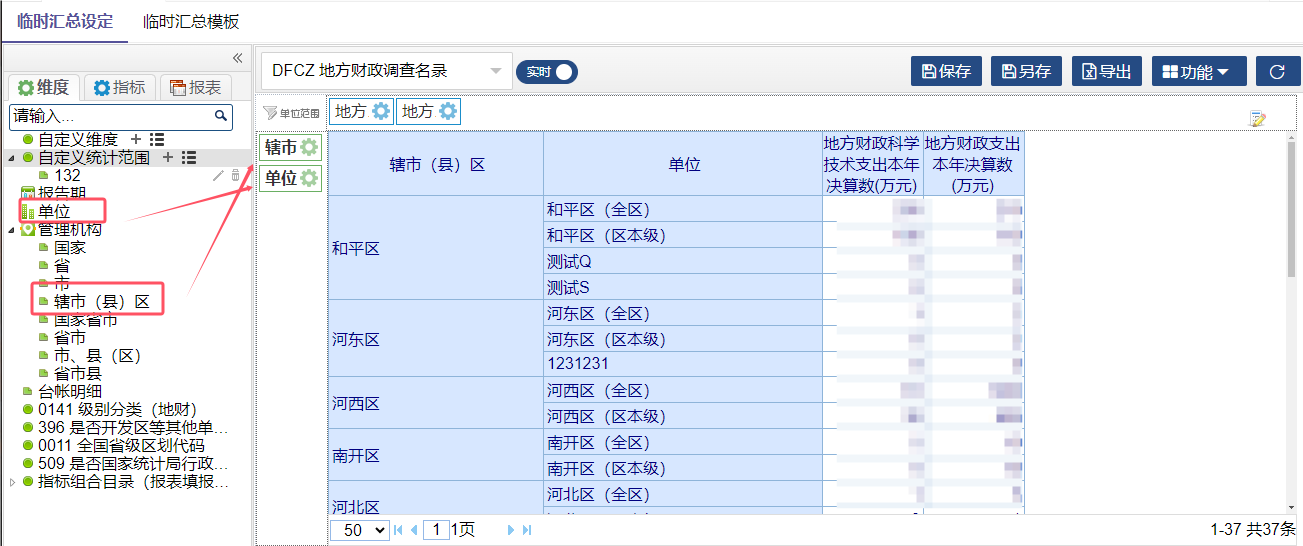 临时汇总设定 临时汇总模板
维度 指标 报表
DFCZ 地方财政调查名录 实时 保存 另存 导出 功能
请输入...
单位范围 地方 地方
自定义维度
自定义统计范围
132
报告期
单位
管理机构
国家
省
市
辖市（县）区
国家省市
省市
市、县（区）
省市县
台帐明细
0141 级别分类（地财）
396 是否开发区等其他单...
0011 全国省级区划代码
509 是否国家统计局行政...
指标组合目录（报表填报...
辖市
单位
辖市（县）区 单位 地方财政科学技术支出本年决算数(万元) 地方财政支出本年决算数(万元)
和平区 和平区（全区）
和平区（区本级）
测试Q
测试S
河东区 河东区（全区）
河东区（区本级）
1231231
河西区 河西区（全区）
河西区（区本级）
南开区 南开区（全区）
南开区（区本级）
河北区 河北区（全区）
50 1 1页 1-37 共37条